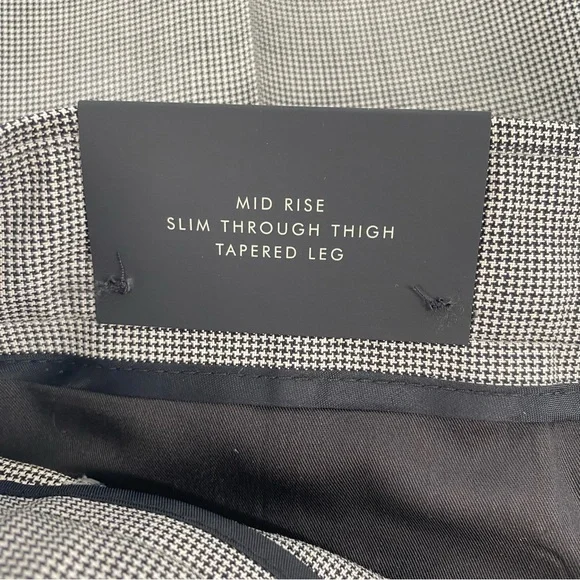 MID RISE
SLIM THROUGH THIGH
TAPERED LEG